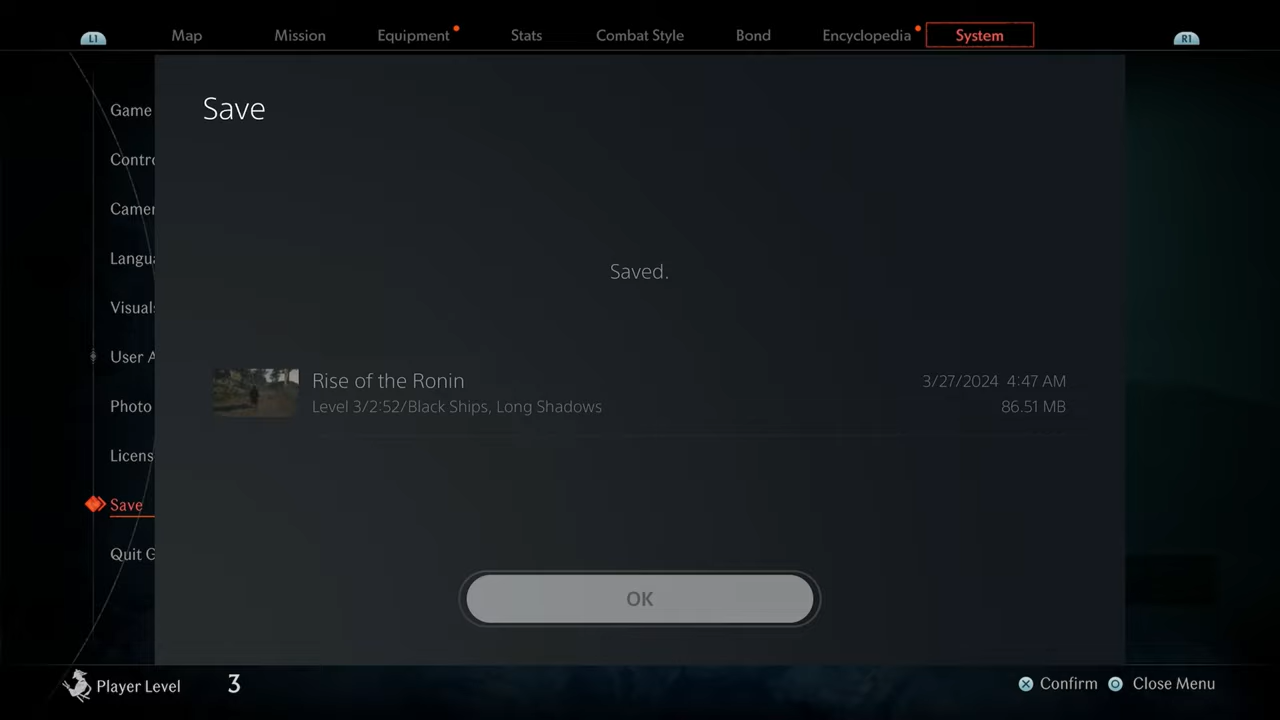 L1 Map Mission Equipment Stats Combat Style Bond Encyclopedia System R1
Save
Game
Contro
Camer
Langua
Visuals
User A
Photo
Licens
Save
Quit G
Saved.
Rise of the Ronin 3/27/2024 4:47 AM
Level 3/2:52/Black Ships, Long Shadows 86.51 MB
OK
Player Level 3 Confirm Close Menu